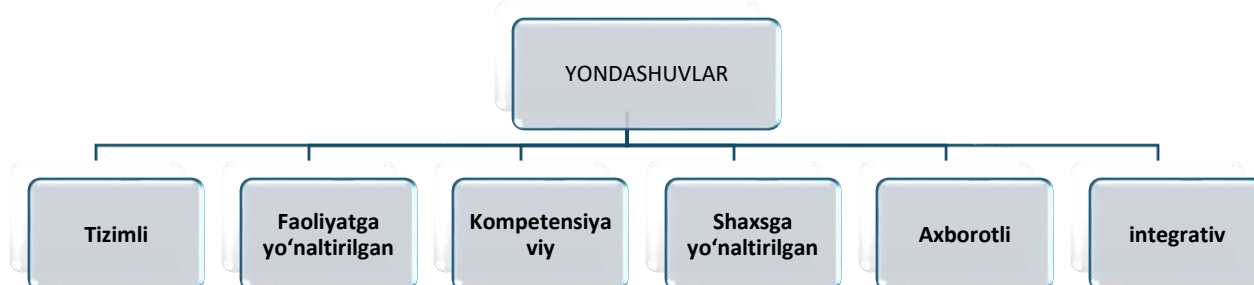 YONDASHUVLAR
Tizimli
Faoliyatga
yo‘naltirilgan
Kompetensiya
viy
Shaxsga
yo‘naltirilgan
Axborotli
integrativ